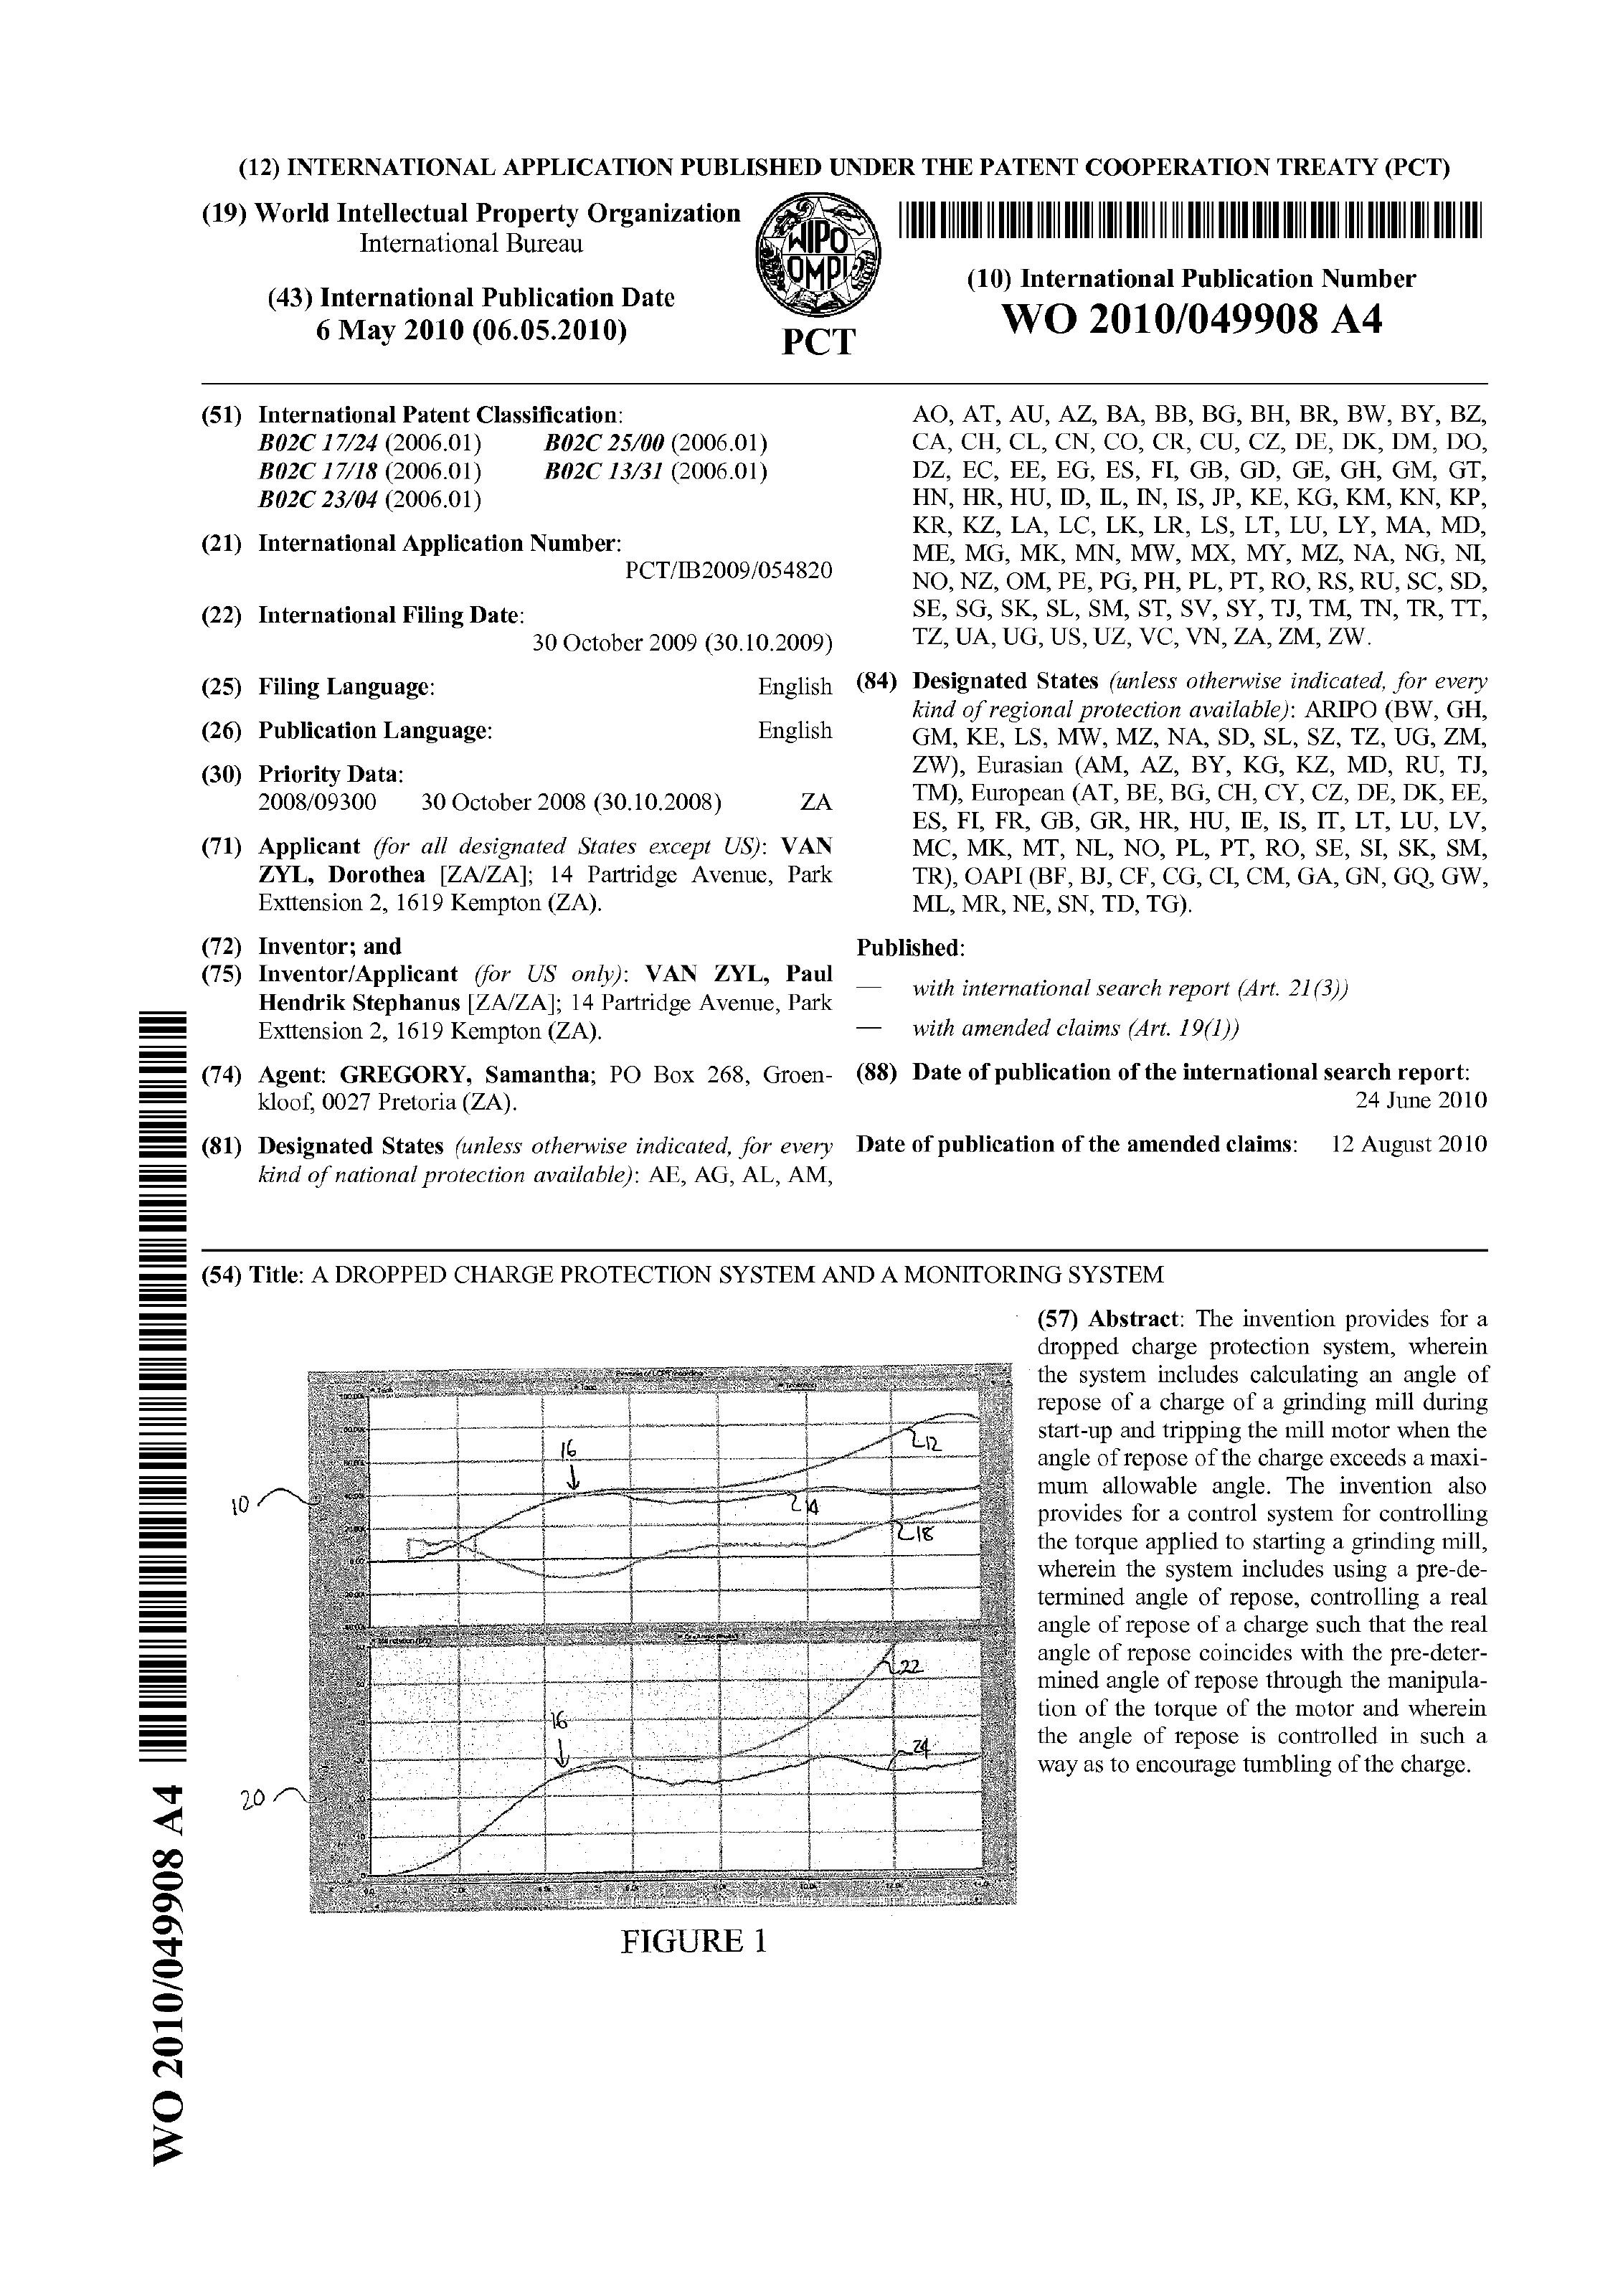 (12) INTERNATIONAL APPLICATION PUBLISHED UNDER THE PATENT COOPERATION TREATY (PCT)
(19) World Intellectual Property Organization
International Bureau
(43) International Publication Date
6 May 2010 (06.05.2010)
WIPO
OMPI
PCT
(10) International Publication Number
WO 2010/049908 A4
(51) International Patent Classification:
B02C 17/24 (2006.01) B02C 25/00 (2006.01)
B02C 17/18 (2006.01) B02C 13/31 (2006.01)
B02C 23/04 (2006.01)
(21) International Application Number:
PCT/IB2009/054820
(22) International Filing Date:
30 October 2009 (30.10.2009)
(25) Filing Language: English
(26) Publication Language: English
(30) Priority Data:
2008/09300 30 October 2008 (30.10.2008) ZA
(71) Applicant (for all designated States except US): VAN
ZYL, Dorothea [ZA/ZA]; 14 Partridge Avenue, Park
Exttension 2, 1619 Kempton (ZA).
(72) Inventor; and
(75) Inventor/Applicant (for US only): VAN ZYL, Paul
Hendrik Stephanus [ZA/ZA]; 14 Partridge Avenue, Park
Exttension 2, 1619 Kempton (ZA).
(74) Agent: GREGORY, Samantha; PO Box 268, Groen-
kloof, 0027 Pretoria (ZA).
(81) Designated States (unless otherwise indicated, for every
kind of national protection available): AE, AG, AL, AM,
AO, AT, AU, AZ, BA, BB, BG, BH, BR, BW, BY, BZ,
CA, CH, CL, CN, CO, CR, CU, CZ, DE, DK, DM, DO,
DZ, EC, EE, EG, ES, FI, GB, GD, GE, GH, GM, GT,
HN, HR, HU, ID, IL, IN, IS, JP, KE, KG, KM, KN, KP,
KR, KZ, LA, LC, LK, LR, LS, LT, LU, LY, MA, MD,
ME, MG, MK, MN, MW, MX, MY, MZ, NA, NG, NI,
NO, NZ, OM, PE, PG, PH, PL, PT, RO, RS, RU, SC, SD,
SE, SG, SK, SL, SM, ST, SV, SY, TJ, TM, TN, TR, TT,
TZ, UA, UG, US, UZ, VC, VN, ZA, ZM, ZW.
(84) Designated States (unless otherwise indicated, for every
kind of regional protection available): ARIPO (BW, GH,
GM, KE, LS, MW, MZ, NA, SD, SL, SZ, TZ, UG, ZM,
ZW), Eurasian (AM, AZ, BY, KG, KZ, MD, RU, TJ,
TM), European (AT, BE, BG, CH, CY, CZ, DE, DK, EE,
ES, FI, FR, GB, GR, HR, HU, IE, IS, IT, LT, LU, LV,
MC, MK, MT, NL, NO, PL, PT, RO, SE, SI, SK, SM,
TR), OAPI (BF, BJ, CF, CG, CI, CM, GA, GN, GQ, GW,
ML, MR, NE, SN, TD, TG).
Published:
— with international search report (Art. 21(3))
— with amended claims (Art. 19(1))
(88) Date of publication of the international search report:
24 June 2010
Date of publication of the amended claims: 12 August 2010
(54) Title: A DROPPED CHARGE PROTECTION SYSTEM AND A MONITORING SYSTEM
(57) Abstract: The invention provides for a
dropped charge protection system, wherein
the system includes calculating an angle of
repose of a charge of a grinding mill during
start-up and tripping the mill motor when the
angle of repose of the charge exceeds a maxi-
mum allowable angle. The invention also
provides for a control system for controlling
the torque applied to starting a grinding mill,
wherein the system includes using a pre-de-
termined angle of repose, controlling a real
angle of repose of a charge such that the real
angle of repose coincides with the pre-deter-
mined angle of repose through the manipula-
tion of the torque of the motor and wherein
the angle of repose is controlled in such a
way as to encourage tumbling of the charge.
10
16
12
14
18
20
16
22
24
FIGURE 1
WO 2010/049908 A4